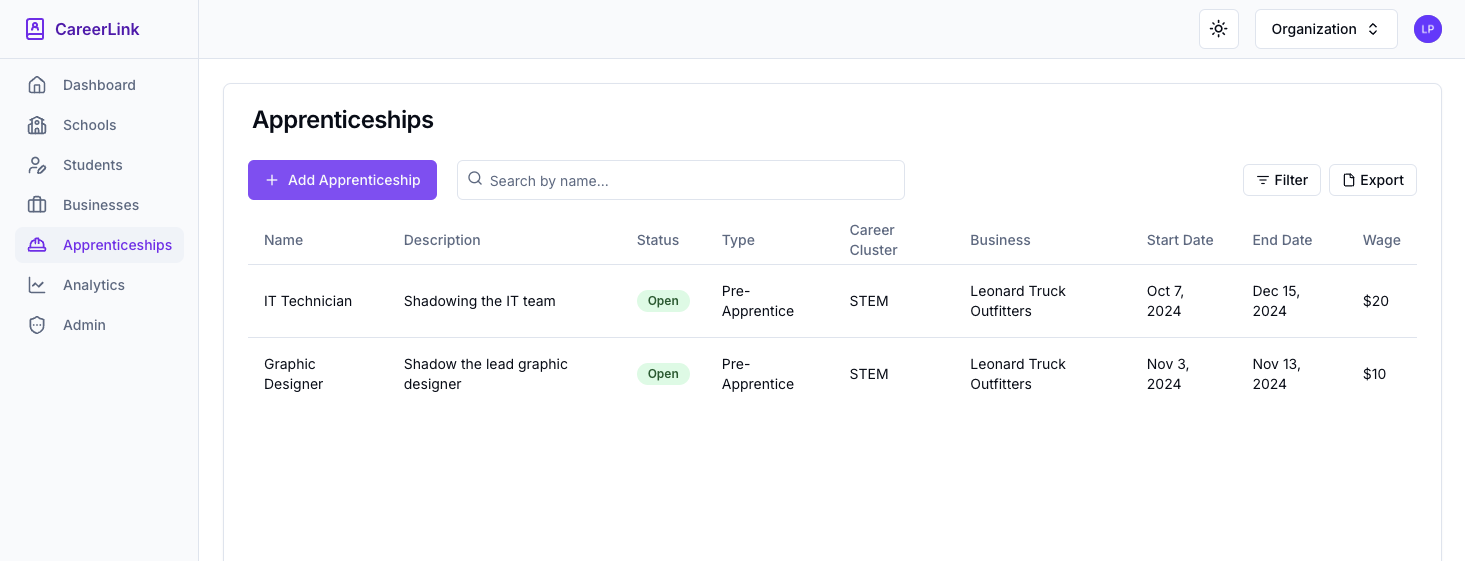 CareerLink
Organization
LP
Dashboard
Schools
Students
Businesses
Apprenticeships
Analytics
Admin
Apprenticeships
Add Apprenticeship
Search by name...
Filter
Export
Name
Description
Status
Type
Career
Cluster
Business
Start Date
End Date
Wage
IT Technician
Shadowing the IT team
Open
Pre-
Apprentice
STEM
Leonard Truck
Outfitters
Oct 7,
2024
Dec 15,
2024
$20
Graphic
Designer
Shadow the lead graphic
designer
Open
Pre-
Apprentice
STEM
Leonard Truck
Outfitters
Nov 3,
2024
Nov 13,
2024
$10